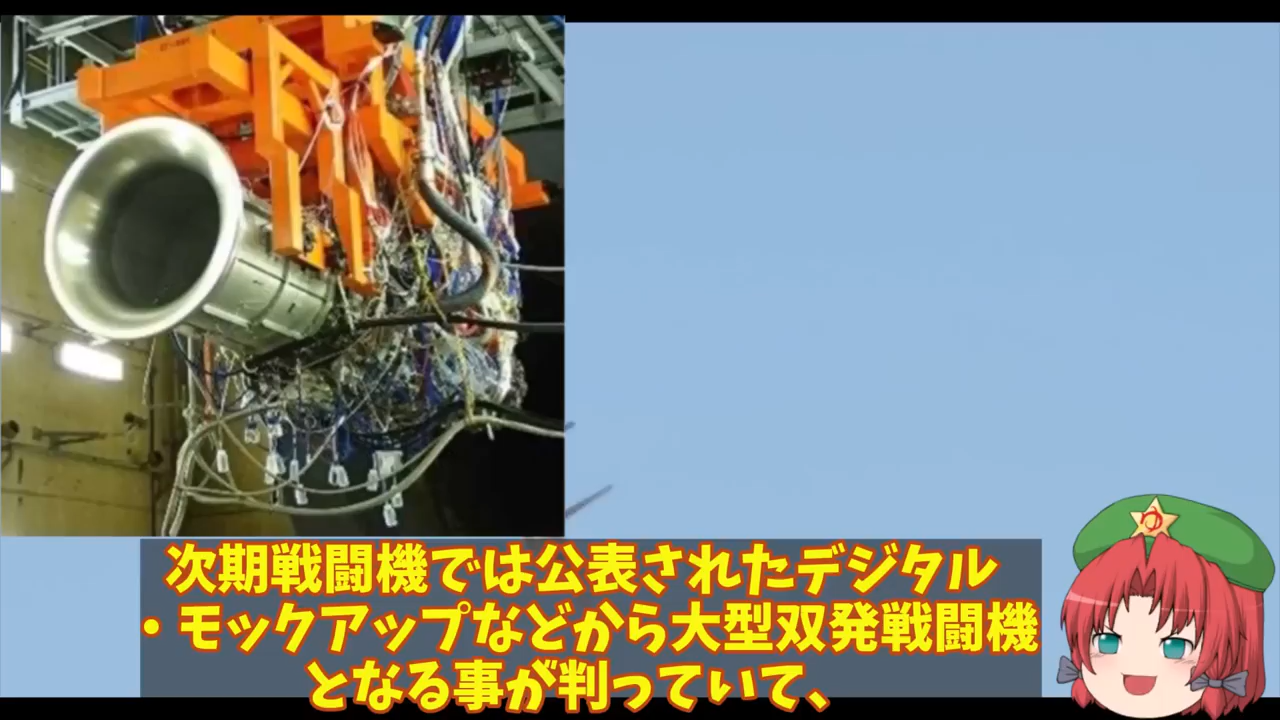 次期戦闘機では公表されたデジタル
・モックアップなどから大型双発戦闘機
となる事が判っていて、